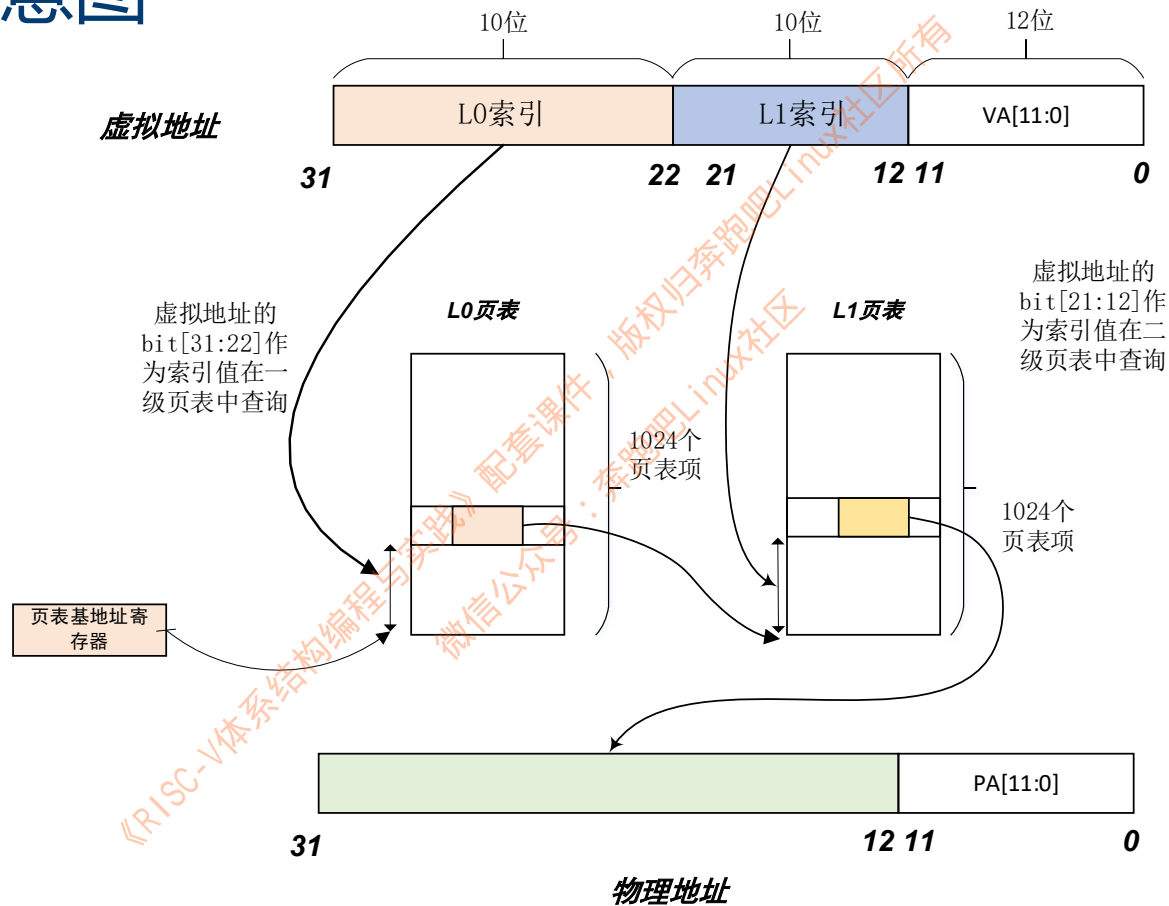 意图
10位
10位
12位
虚拟地址
L0索引
L1索引
VA[11:0]
31
22
21
12
11
0
虚拟地址的
bit[31:22]作
为索引值在一
级页表中查询
L0页表
L1页表
虚拟地址的
bit[21:12]作
为索引值在二
级页表中查询
1024个
页表项
1024个
页表项
页表基地址寄
存器
PA[11:0]
31
12
11
0
物理地址
《RISC-V体系结构编程与实践》配套课件，版权归奔跑吧Linux社区所有
微信公众号：奔跑吧Linux社区